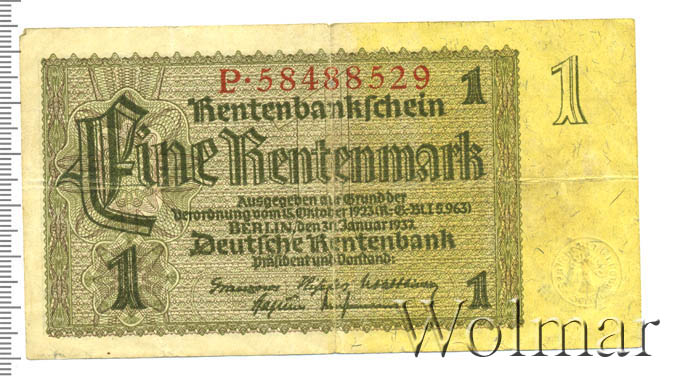 P·58488529
1
1
Rentenbankschein
Eine Rentenmark
Ausgegeben auf Grund der
Verordnung vom 15. Oktober 1923 (R-G-Bl I S.963)
BERLIN, den 30. Januar 1937
Deutsche Rentenbank
Präsident und Vorstand:
1
1
Wolmar